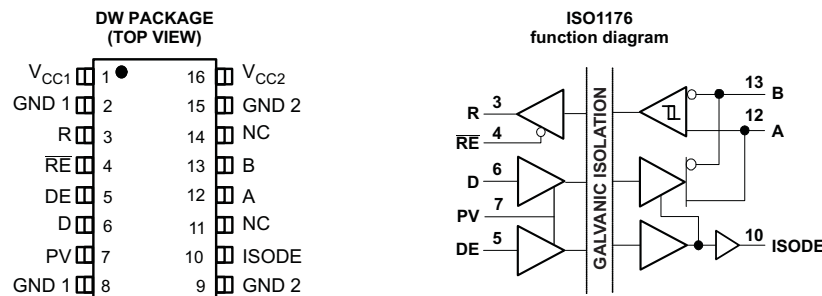 DW PACKAGE
(TOP VIEW)
VCC1 1 16 VCC2
GND 1 2 15 GND 2
R 3 14 NC
RE 4 13 B
DE 5 12 A
D 6 11 NC
PV 7 10 ISODE
GND 1 8 9 GND 2
ISO1176
function diagram
GALVANIC ISOLATION
R 3
RE 4
D 6
PV 7
DE 5
13 B
12 A
10 ISODE